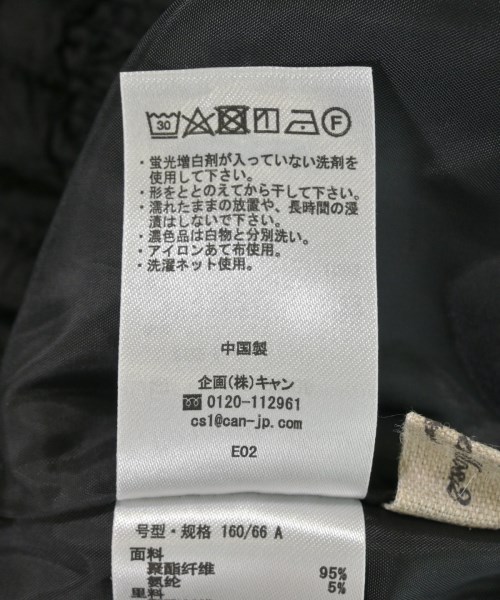 30
F
・蛍光増白剤が入っていない洗剤を
使用して下さい。
・形をととのえてから干して下さい。
・濡れたままの放置や、長時間の浸
漬はしないで下さい。
・濃色品は白物と分別洗い。
・アイロンあて布使用。
・洗濯ネット使用。
中国製
企画(株)キャン
0120-112961
cs1@can-jp.com
E02
号型・规格 160/66 A
面料
聚酯纤维 95%
氨纶 5%
里料